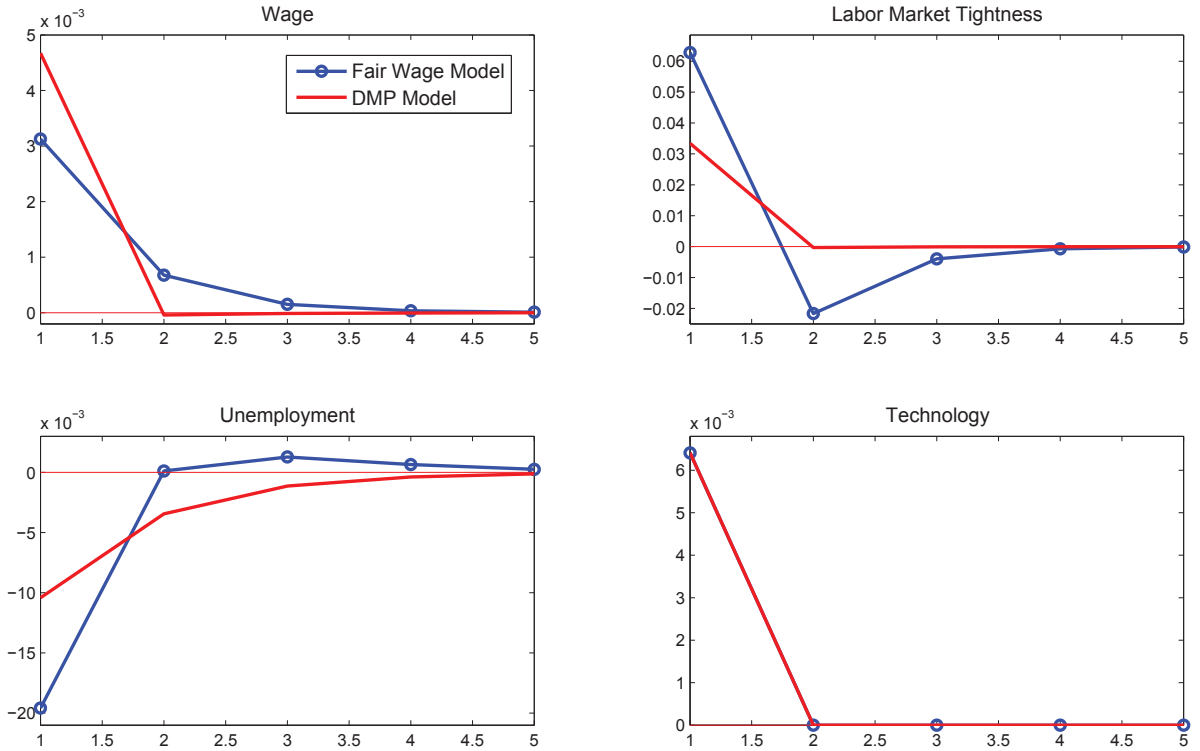 Wage
x 10−3
5
4
3
2
1
0
1 1.5 2 2.5 3 3.5 4 4.5 5
Fair Wage Model
DMP Model
Labor Market Tightness
0.06
0.05
0.04
0.03
0.02
0.01
0
−0.01
−0.02
1 1.5 2 2.5 3 3.5 4 4.5 5
Unemployment
x 10−3
0
−5
−10
−15
−20
1 1.5 2 2.5 3 3.5 4 4.5 5
Technology
x 10−3
6
5
4
3
2
1
0
1 1.5 2 2.5 3 3.5 4 4.5 5